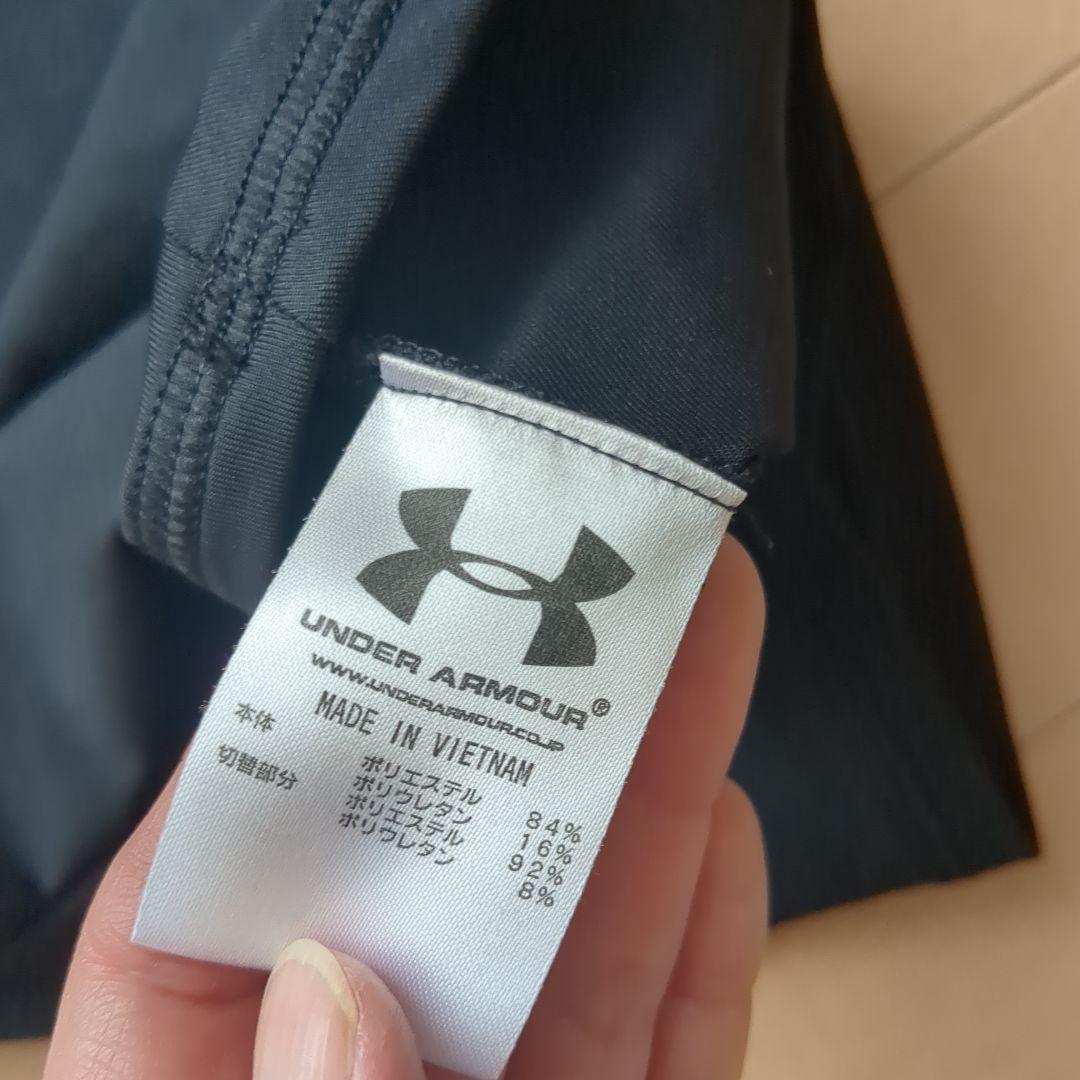 UNDER ARMOUR®
www.UNDERARMOUR.CO.JP
MADE IN VIETNAM
本体 ポリエステル 84%
ポリウレタン 16%
切替部分 ポリエステル 92%
ポリウレタン 8%